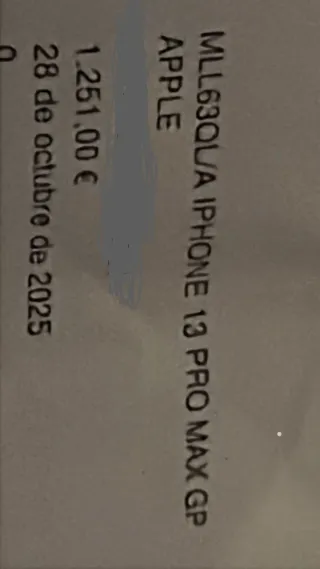 MLL63QL/A IPHONE 13 PRO MAX GP
APPLE
1.251,00 €
28 de octubre de 2025